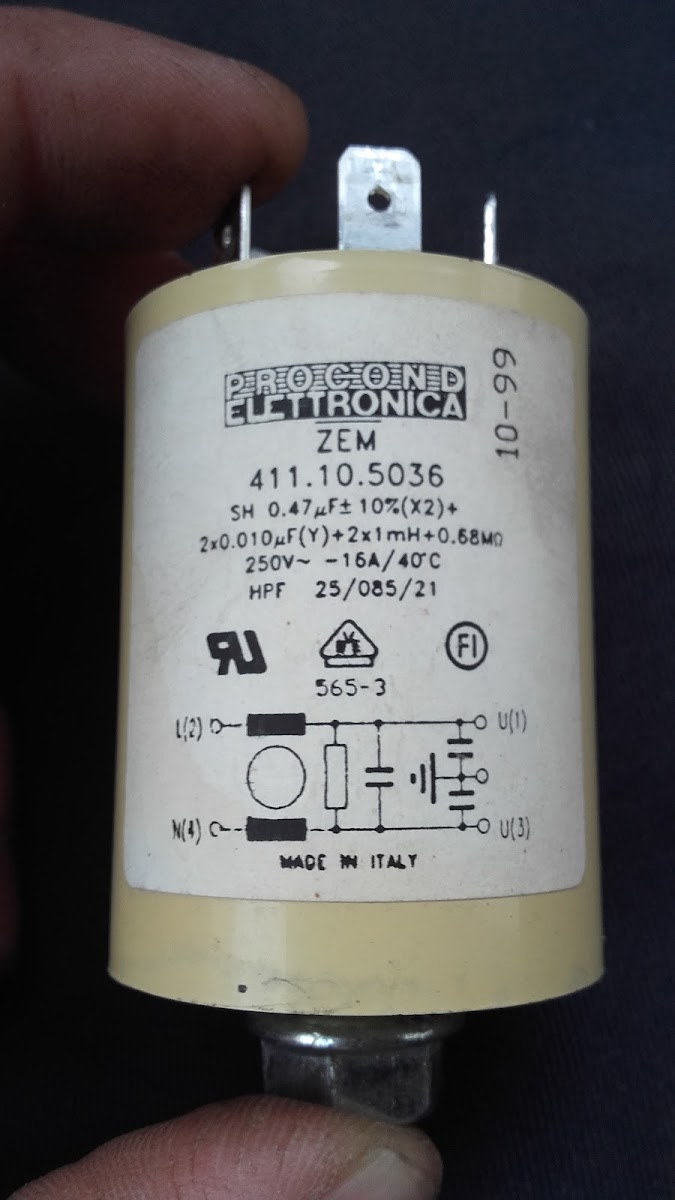 PROCOND
ELETTRONICA
10-99
ZEM
411.10.5036
SH 0.47µF± 10%(X2)+
2x0.010µF(Y)+2x1mH+0.68MΩ
250V~ -16A/40°C
HPF 25/085/21
FI
565-3
L(2) U(1)
N(4) U(3)
MADE IN ITALY